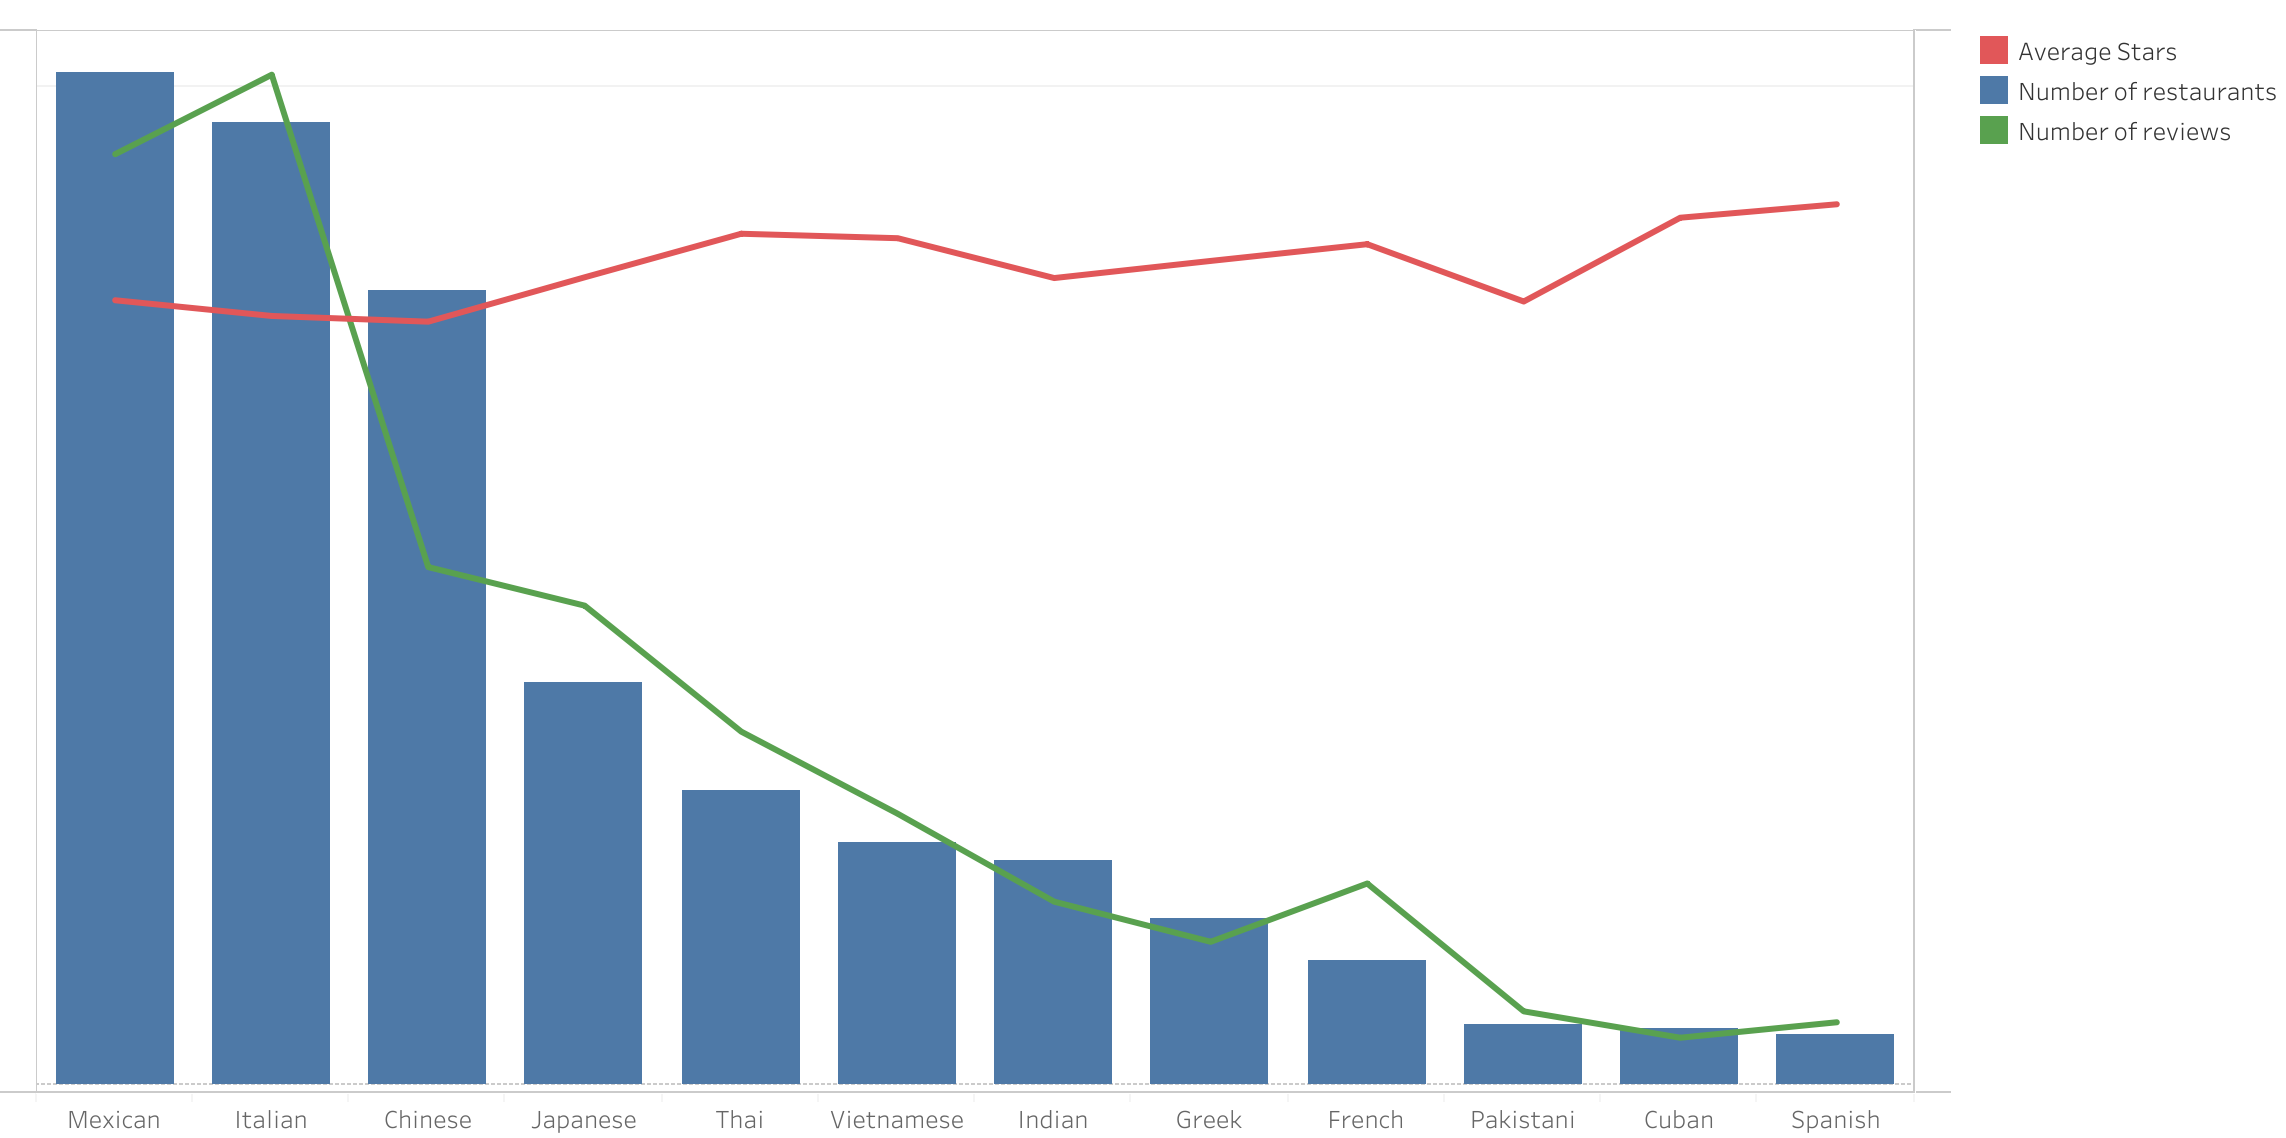 Average Stars
Number of restaurants
Number of reviews
Mexican Italian Chinese Japanese Thai Vietnamese Indian Greek French Pakistani Cuban Spanish